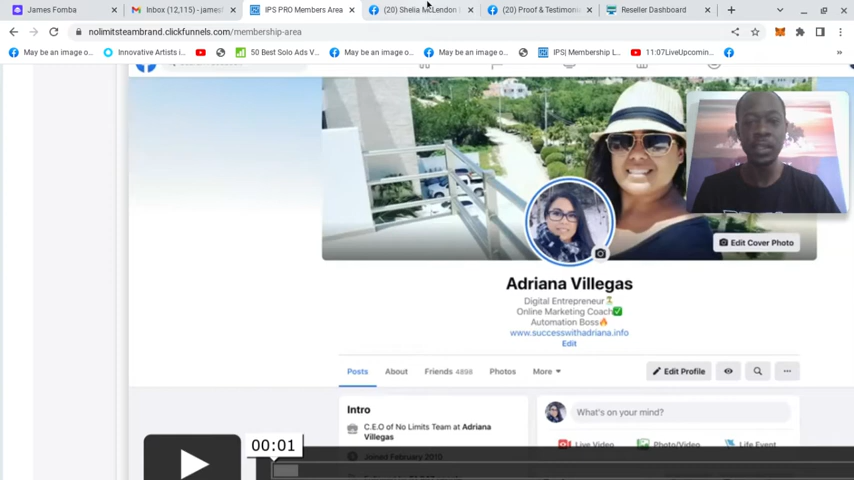 James Fomba
Inbox (12,115) - james
IPS PRO Members Area
(20) Shelia McLendon
(20) Proof & Testimoni
Reseller Dashboard
nolimitsteambrand.clickfunnels.com/membership-area
May be an image of...
Innovative Artists i...
50 Best Solo Ads V...
May be an image o...
May be an image o...
IPS| Membership L...
11:07LiveUpcomin...
Edit Cover Photo
Adriana Villegas
Digital Entrepreneur
Online Marketing Coach
Automation Boss
www.successwithadriana.info
Edit
Posts About Friends 4898 Photos More
Edit Profile
Intro
C.E.O of No Limits Team at Adriana
Villegas
Joined February 2010
What's on your mind?
Live Video Photo/Video Life Event
00:01